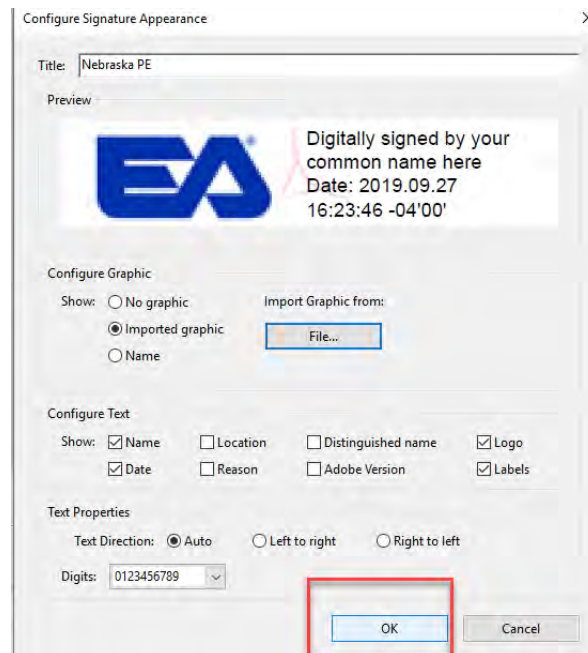 Configure Signature Appearance
Title: Nebraska PE
Preview
EA®
Digitally signed by your
common name here
Date: 2019.09.27
16:23:46 -04'00'
Configure Graphic
Show: No graphic Import Graphic from:
Imported graphic File...
Name
Configure Text
Show: Name Location Distinguished name Logo
Date Reason Adobe Version Labels
Text Properties
Text Direction: Auto Left to right Right to left
Digits: 0123456789
OK Cancel